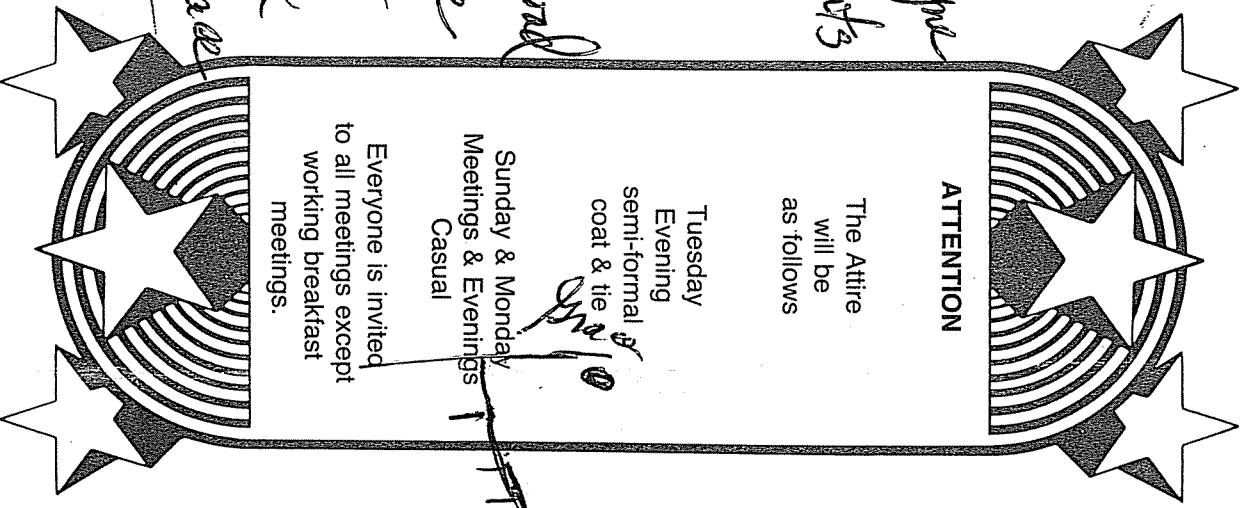 ATTENTION
The Attire
will be
as follows
Tuesday
Evening
semi-formal
coat & tie
Sunday & Monday
Meetings & Evenings
Casual
Everyone is invited
to all meetings except
working breakfast
meetings.